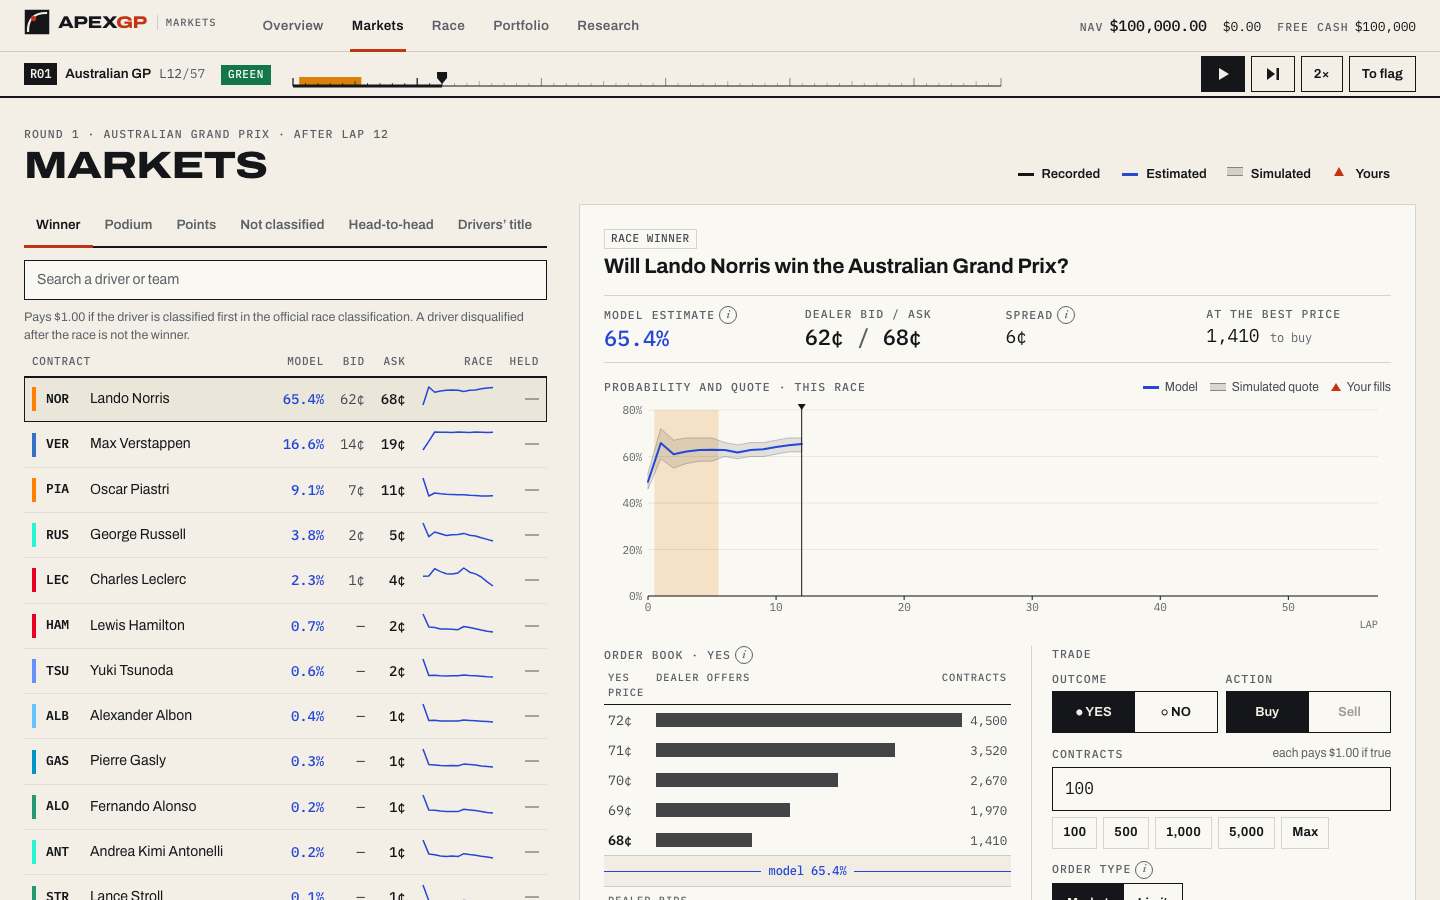 APEXGP MARKETS Overview Markets Race Portfolio Research NAV $100,000.00 $0.00 FREE CASH $100,000
R01 Australian GP L12/57 GREEN 2× To flag
ROUND 1 · AUSTRALIAN GRAND PRIX · AFTER LAP 12
MARKETS
Recorded Estimated Simulated Yours
Winner Podium Points Not classified Head-to-head Drivers' title
Search a driver or team
Pays $1.00 if the driver is classified first in the official race classification. A driver disqualified
after the race is not the winner.
CONTRACT MODEL BID ASK RACE HELD
NOR Lando Norris 65.4% 62¢ 68¢ —
VER Max Verstappen 16.6% 14¢ 19¢ —
PIA Oscar Piastri 9.1% 7¢ 11¢ —
RUS George Russell 3.8% 2¢ 5¢ —
LEC Charles Leclerc 2.3% 1¢ 4¢ —
HAM Lewis Hamilton 0.7% — 2¢ —
TSU Yuki Tsunoda 0.6% — 2¢ —
ALB Alexander Albon 0.4% — 1¢ —
GAS Pierre Gasly 0.3% — 1¢ —
ALO Fernando Alonso 0.2% — 1¢ —
ANT Andrea Kimi Antonelli 0.2% — 1¢ —
STR Lance Stroll 0.1% — 1¢ —
RACE WINNER
Will Lando Norris win the Australian Grand Prix?
MODEL ESTIMATE i DEALER BID / ASK SPREAD i AT THE BEST PRICE
65.4% 62¢ / 68¢ 6¢ 1,410 to buy
PROBABILITY AND QUOTE · THIS RACE Model Simulated quote Your fills
80%
60%
40%
20%
0%
0 10 20 30 40 50
LAP
ORDER BOOK · YES i
YES PRICE DEALER OFFERS CONTRACTS
72¢ 4,500
71¢ 3,520
70¢ 2,670
69¢ 1,970
68¢ 1,410
model 65.4%
DEALER BIDS
TRADE
OUTCOME ACTION
YES NO Buy Sell
CONTRACTS each pays $1.00 if true
100
100 500 1,000 5,000 Max
ORDER TYPE i
Market Limit